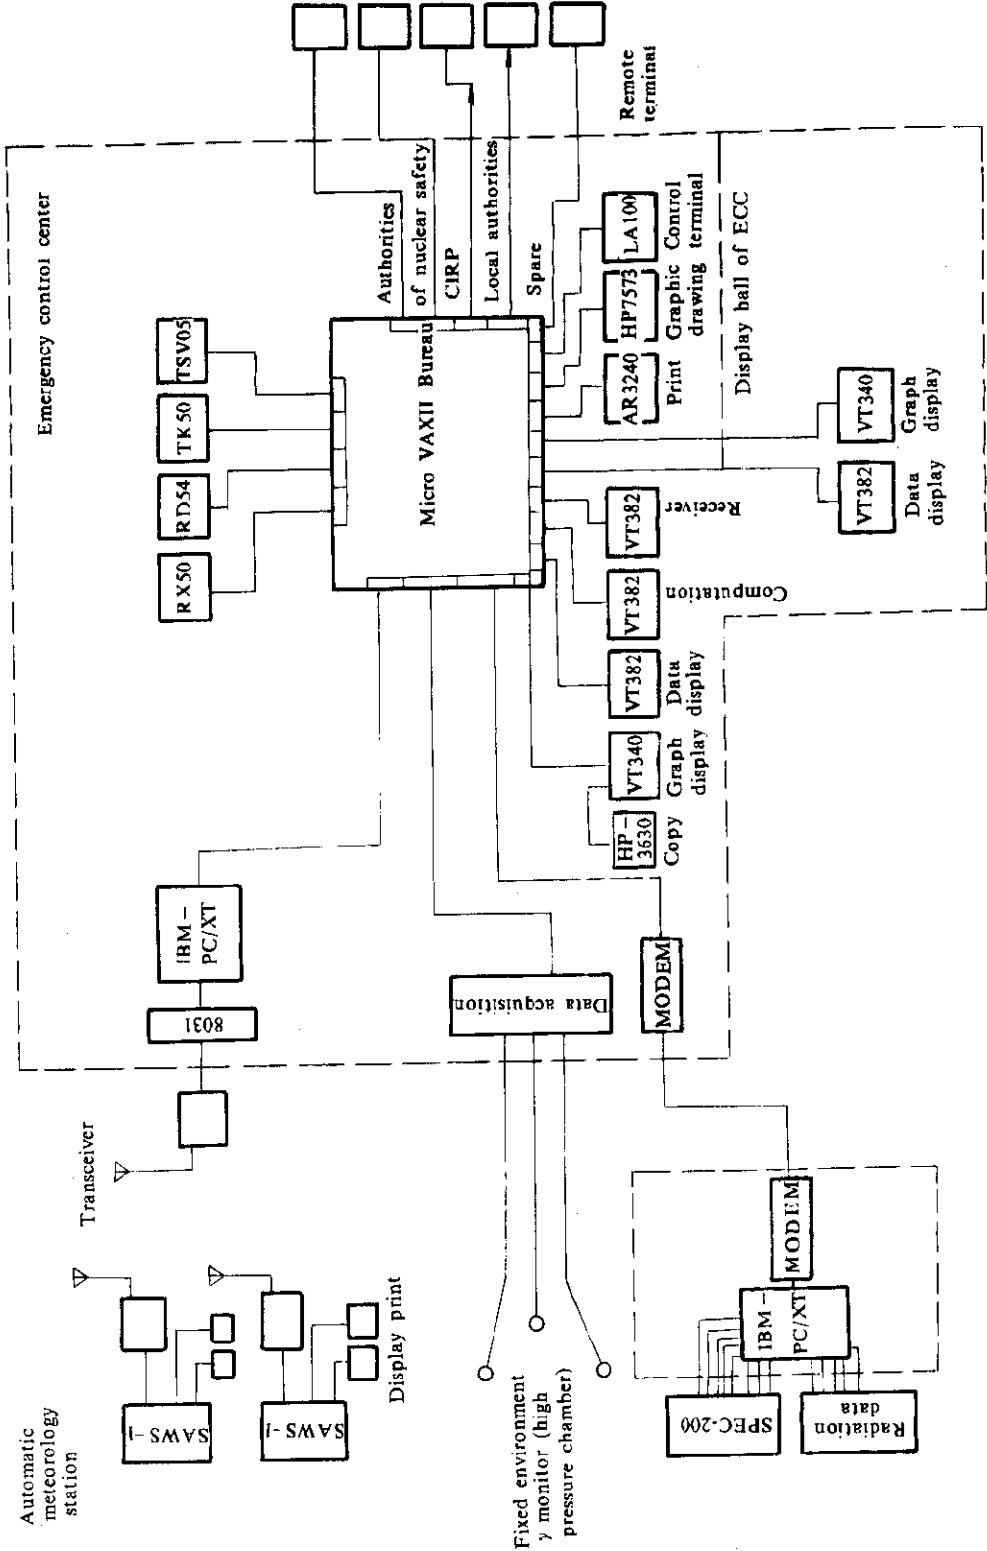 Automatic
meteorology
station
SAWS-I
SAWS-I
Display print
Transceiver
8031
IBM-
PC/XT
Emergency control center
RX50
RD54
TK50
TSV05
Micro VAXII Bureau
Authorities
of nuclear safety
CIRP
Local authorities
Spare
Remote
terminal
Fixed environment
γ monitor (high
pressure chamber)
Data acquisition
MODEM
HP-
3630
Copy
VT340
Graph
display
VT382
Data
display
VT382
Computation
VT382
Receiver
AR3240
Print
HP7573
Graphic
drawing
LA100
Control
terminal
Display hall of ECC
VT382
Data
display
VT340
Graph
display
SPEC-200
Radiation
data
IBM-
PC/XT
MODEM